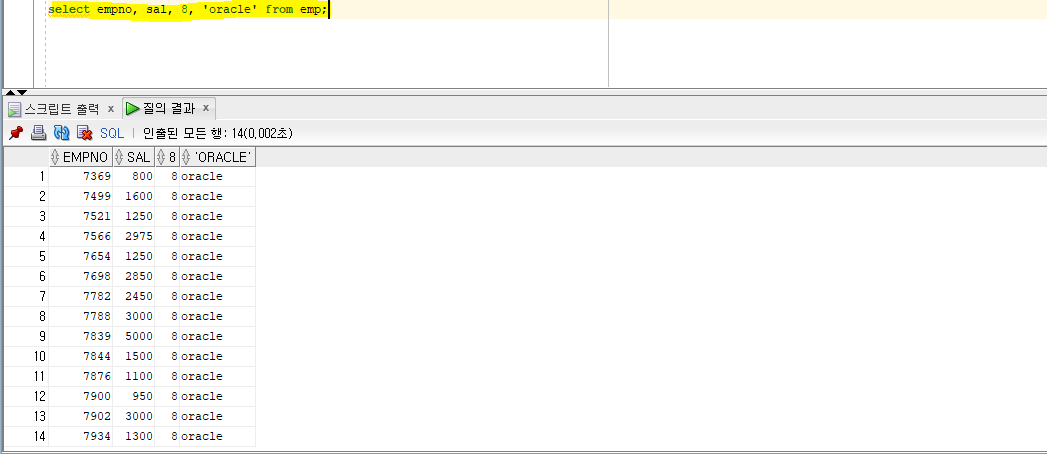 select empno, sal, 8, 'oracle' from emp;
스크립트 출력 x 질의 결과 x
SQL | 인출된 모든 행: 14(0,002초)
EMPNO SAL 8 'ORACLE'
1 7369 800 8 oracle
2 7499 1600 8 oracle
3 7521 1250 8 oracle
4 7566 2975 8 oracle
5 7654 1250 8 oracle
6 7698 2850 8 oracle
7 7782 2450 8 oracle
8 7788 3000 8 oracle
9 7839 5000 8 oracle
10 7844 1500 8 oracle
11 7876 1100 8 oracle
12 7900 950 8 oracle
13 7902 3000 8 oracle
14 7934 1300 8 oracle